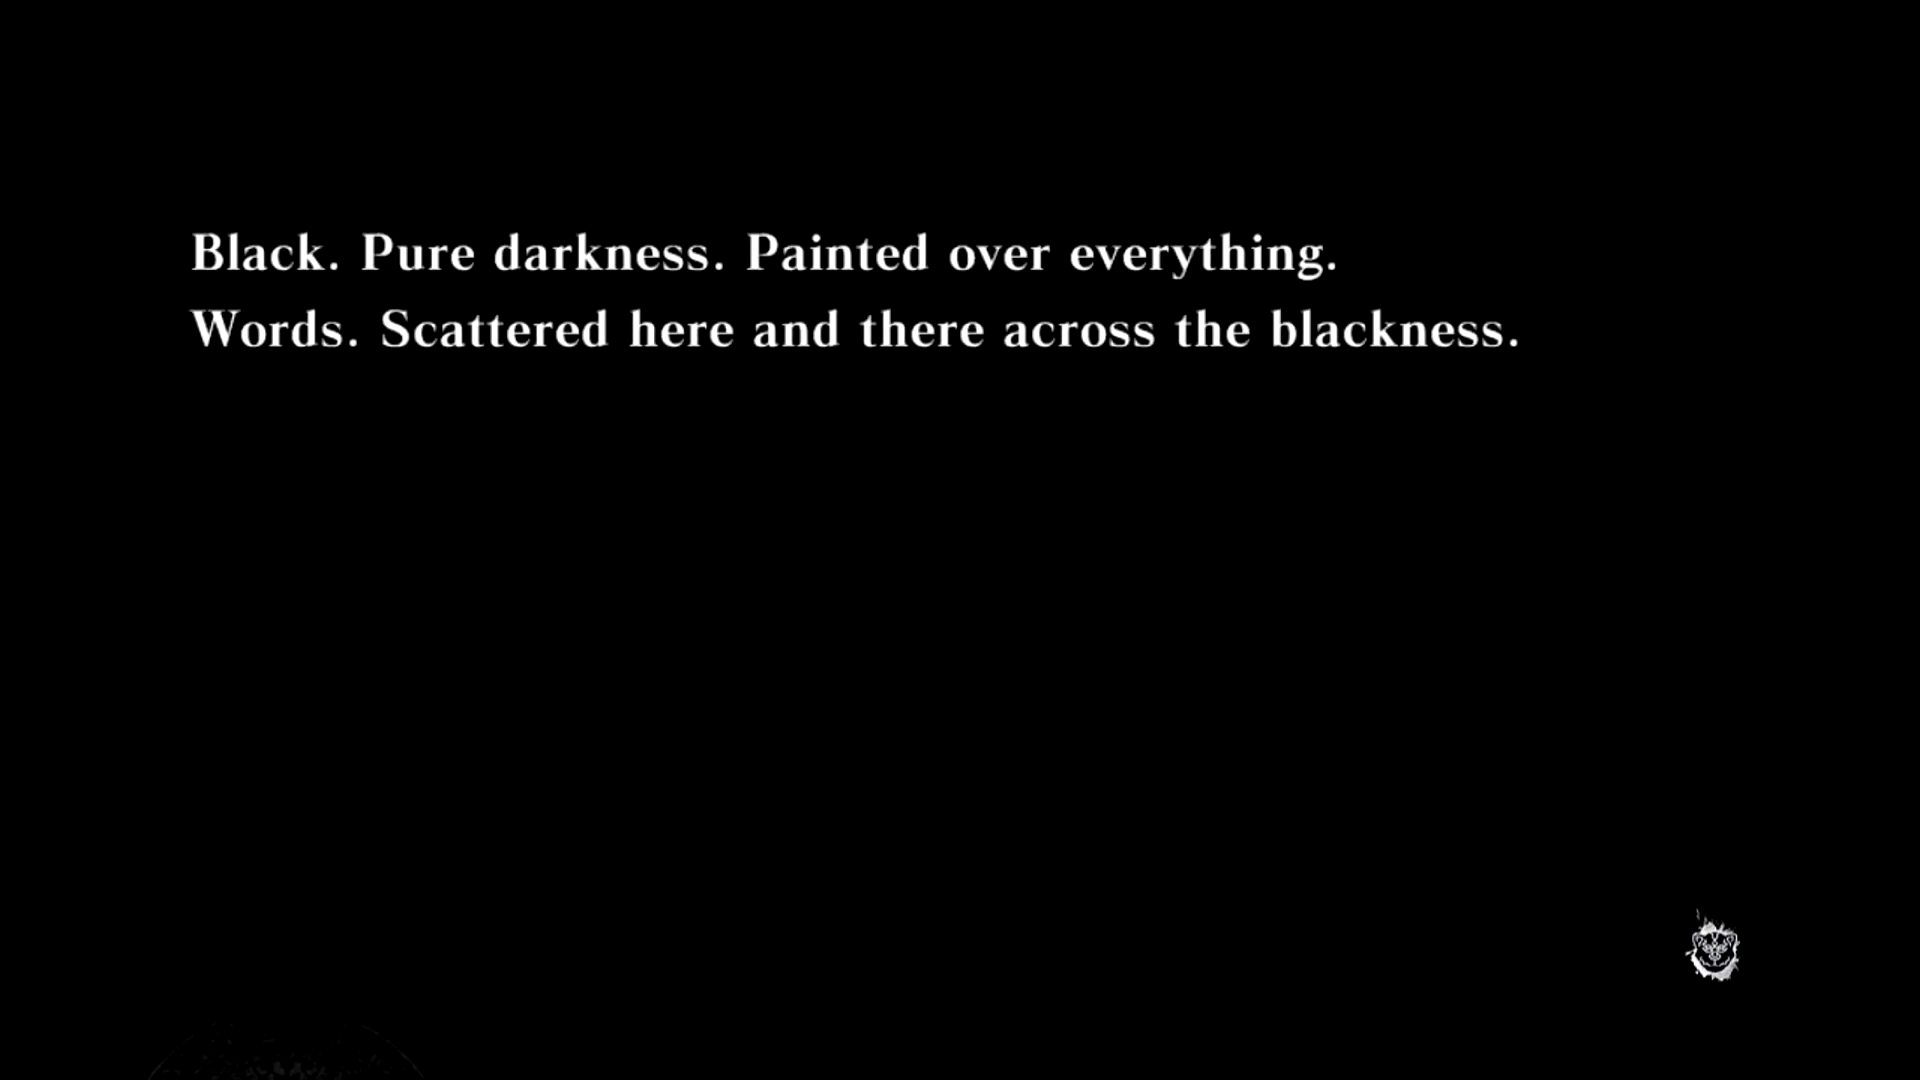 Black. Pure darkness. Painted over everything.
Words. Scattered here and there across the blackness.